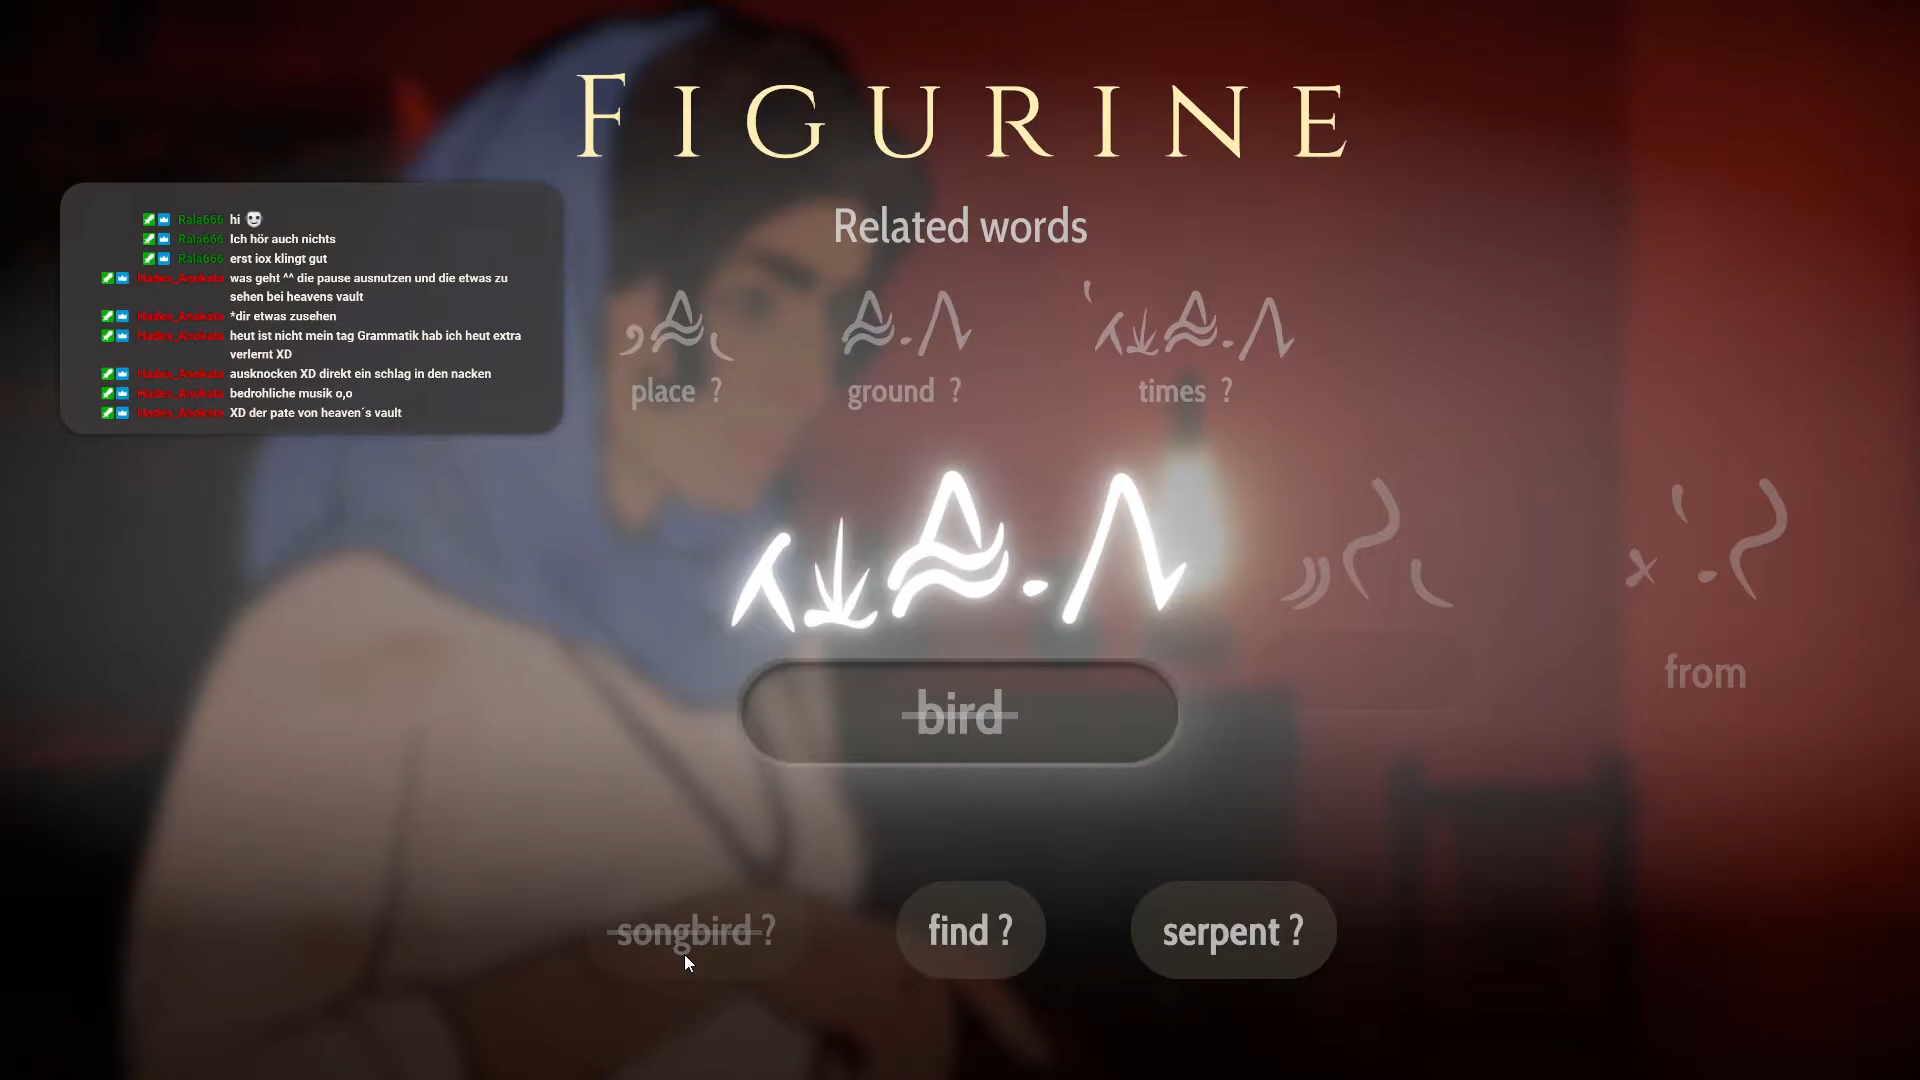 FIGURINE
Related words
Rala666 hi
Rala666 Ich hör auch nichts
Rala666 erst iox klingt gut
Hades_Anokata was geht ^^ die pause ausnutzen und die etwas zu
sehen bei heavens vault
Hades_Anokata *dir etwas zusehen
Hades_Anokata heut ist nicht mein tag Grammatik hab ich heut extra
verlernt XD
Hades_Anokata ausknocken XD direkt ein schlag in den nacken
Hades_Anokata bedrohliche musik o,o
Hades_Anokata XD der pate von heaven´s vault
place ? ground ? times ?
from
bird
songbird ? find ? serpent ?